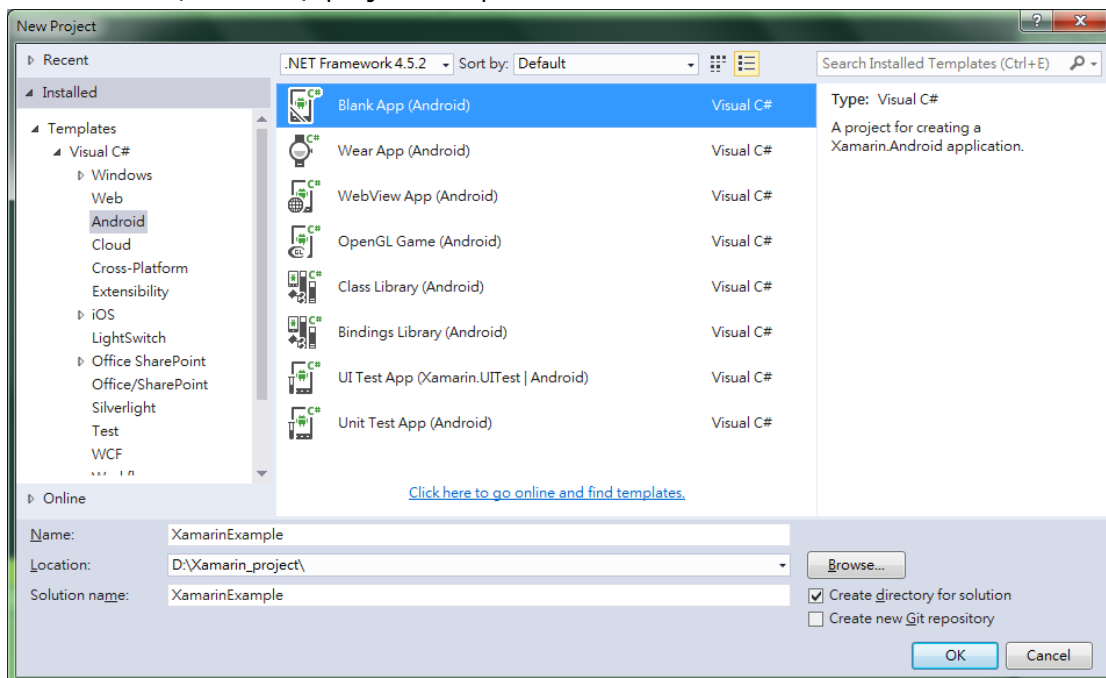 New Project
Recent
.NET Framework 4.5.2 Sort by: Default
Search Installed Templates (Ctrl+E)
Installed
Templates
Visual C#
Windows
Web
Android
Cloud
Cross-Platform
Extensibility
iOS
LightSwitch
Office SharePoint
Office/SharePoint
Silverlight
Test
WCF
Online
Blank App (Android) Visual C#
Wear App (Android) Visual C#
WebView App (Android) Visual C#
OpenGL Game (Android) Visual C#
Class Library (Android) Visual C#
Bindings Library (Android) Visual C#
UI Test App (Xamarin.UITest | Android) Visual C#
Unit Test App (Android) Visual C#
Click here to go online and find templates.
Type: Visual C#
A project for creating a
Xamarin.Android application.
Name: XamarinExample
Location: D:\Xamarin_project\
Browse...
Solution name: XamarinExample
Create directory for solution
Create new Git repository
OK Cancel